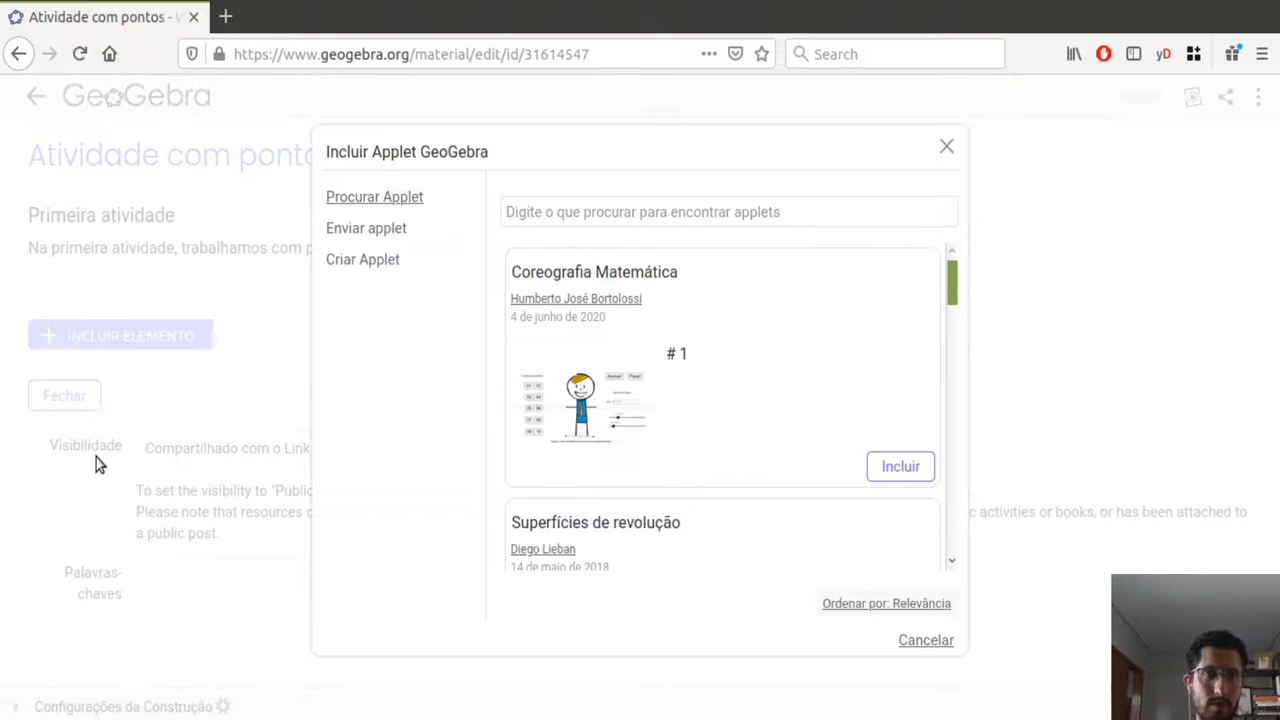 Atividade com pontos - W
https://www.geogebra.org/material/edit/id/31614547
Search
yD
GeoGebra
Atividade com ponto
Primeira atividade
Na primeira atividade, trabalhamos com p
INCLUIR ELEMENTO
Fechar
Visibilidade
Compartilhado com o Link
To set the visibility to "Public
Please note that resources
c activities or books, or has been attached to
a public post.
Palavras-
chaves
Configurações da Construção
Incluir Applet GeoGebra
Procurar Applet
Enviar applet
Criar Applet
Digite o que procurar para encontrar applets
Coreografia Matemática
Humberto José Bortolossi
4 de junho de 2020
# 1
Incluir
Superfícies de revolução
Diego Lieban
14 de maio de 2018
Ordenar por: Relevância
Cancelar